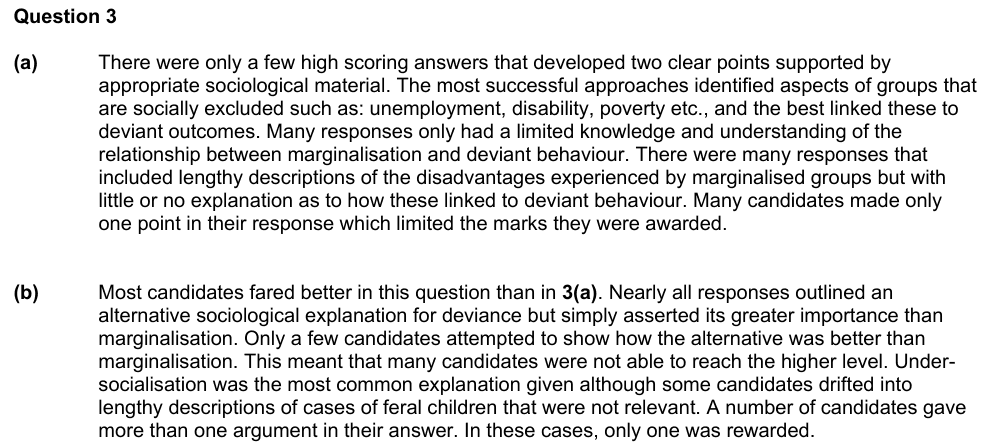 Question 3
(a) There were only a few high scoring answers that developed two clear points supported by
appropriate sociological material. The most successful approaches identified aspects of groups that
are socially excluded such as: unemployment, disability, poverty etc., and the best linked these to
deviant outcomes. Many responses only had a limited knowledge and understanding of the
relationship between marginalisation and deviant behaviour. There were many responses that
included lengthy descriptions of the disadvantages experienced by marginalised groups but with
little or no explanation as to how these linked to deviant behaviour. Many candidates made only
one point in their response which limited the marks they were awarded.
(b) Most candidates fared better in this question than in 3(a). Nearly all responses outlined an
alternative sociological explanation for deviance but simply asserted its greater importance than
marginalisation. Only a few candidates attempted to show how the alternative was better than
marginalisation. This meant that many candidates were not able to reach the higher level. Under-
socialisation was the most common explanation given although some candidates drifted into
lengthy descriptions of cases of feral children that were not relevant. A number of candidates gave
more than one argument in their answer. In these cases, only one was rewarded.